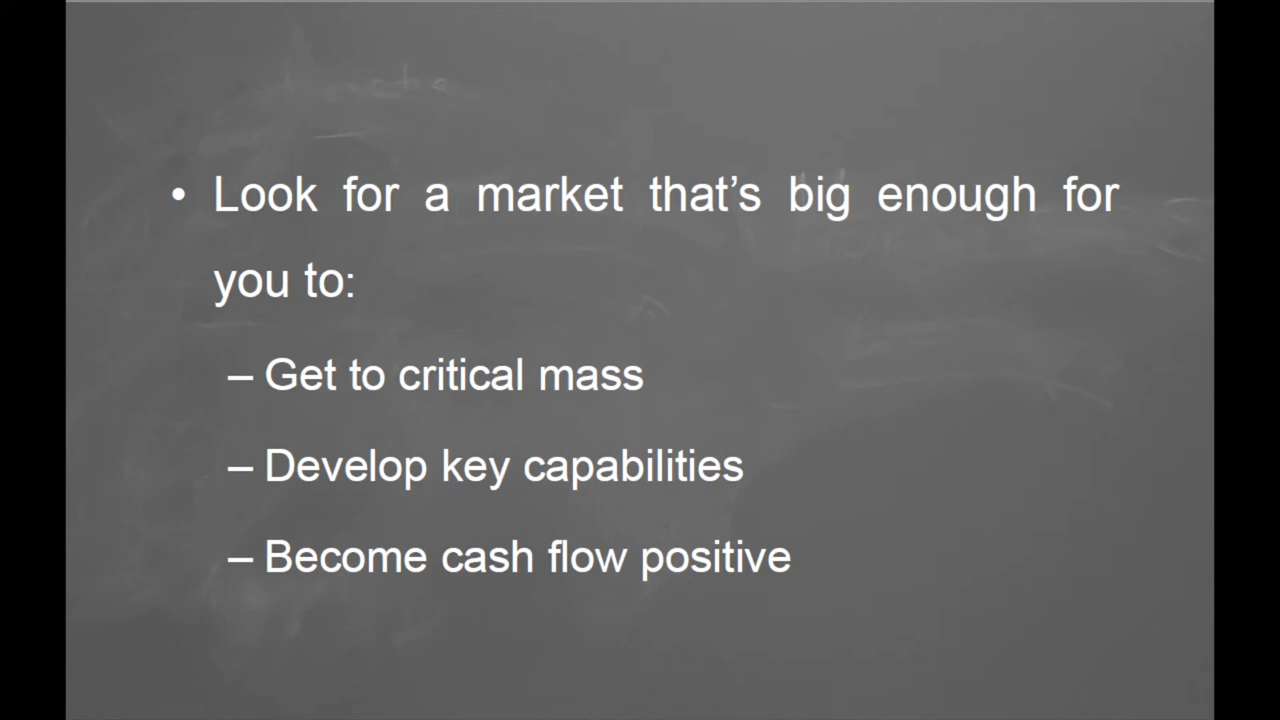 • Look for a market that’s big enough for
you to:
– Get to critical mass
– Develop key capabilities
– Become cash flow positive